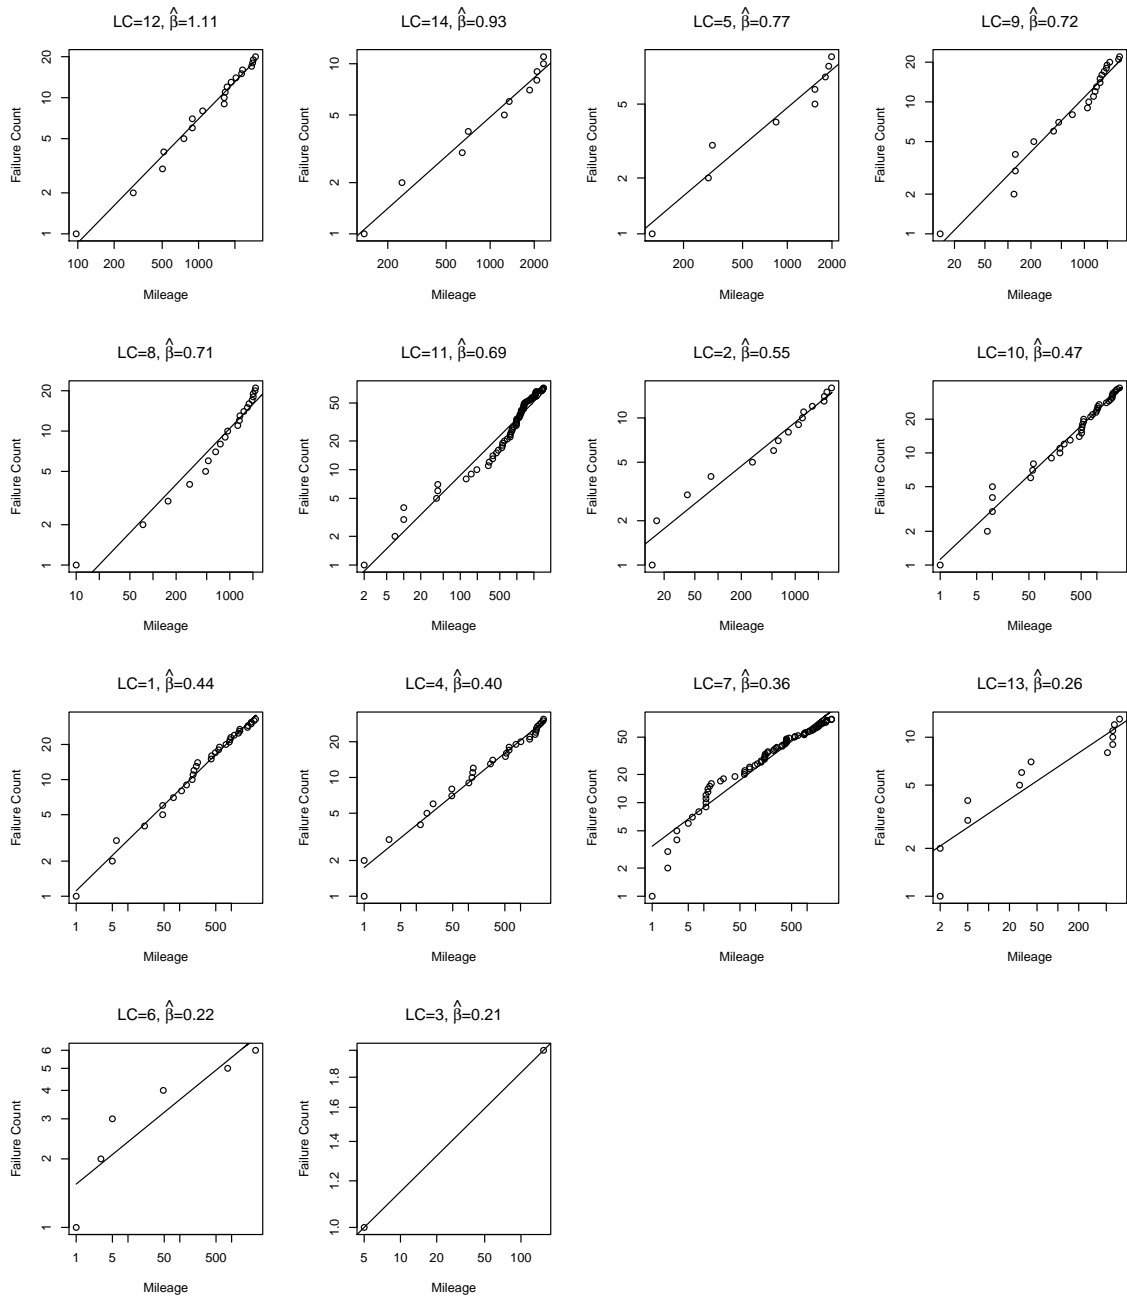 LC=12, β̂=1.11
Failure Count
1 2 5 10 20
100 200 500 1000
Mileage
LC=14, β̂=0.93
Failure Count
1 2 5 10
200 500 1000 2000
Mileage
LC=5, β̂=0.77
Failure Count
1 2 5
200 500 1000 2000
Mileage
LC=9, β̂=0.72
Failure Count
1 2 5 10 20
20 50 200 1000
Mileage
LC=8, β̂=0.71
Failure Count
1 2 5 10 20
10 50 200 1000
Mileage
LC=11, β̂=0.69
Failure Count
1 2 5 10 20 50
2 5 20 100 500
Mileage
LC=2, β̂=0.55
Failure Count
1 2 5 10
20 50 200 1000
Mileage
LC=10, β̂=0.47
Failure Count
1 2 5 10 20
1 5 50 500
Mileage
LC=1, β̂=0.44
Failure Count
1 2 5 10 20
1 5 50 500
Mileage
LC=4, β̂=0.40
Failure Count
1 2 5 10 20
1 5 50 500
Mileage
LC=7, β̂=0.36
Failure Count
1 2 5 10 20 50
1 5 50 500
Mileage
LC=13, β̂=0.26
Failure Count
1 2 5 10
2 5 20 50 200
Mileage
LC=6, β̂=0.22
Failure Count
1 2 3 4 5 6
1 5 50 500
Mileage
LC=3, β̂=0.21
Failure Count
1.0 1.2 1.4 1.6 1.8
5 10 20 50 100
Mileage